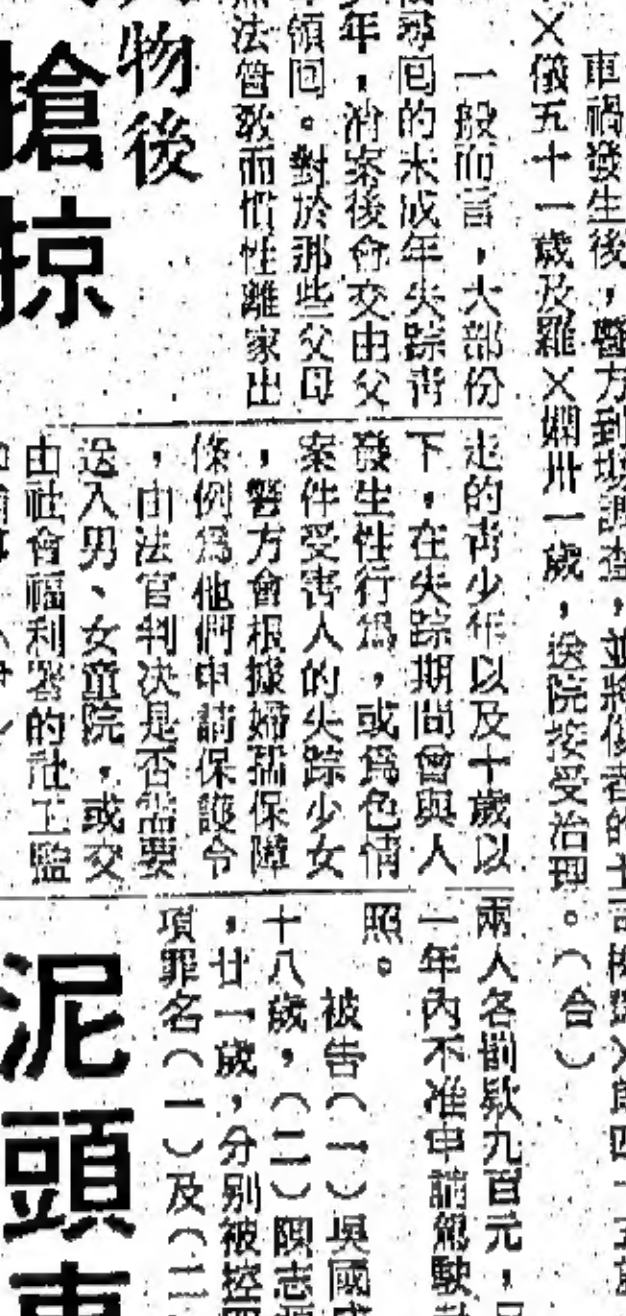 車禍發生後，警方到場調查，並將傷者的士司機
×儀五十一歲及羅×嫻卅一歲，送院接受治理。（合）
一般而言，大部份
尋回的未成年失踪青
年，消案後會交由父
領回。對於那些父母
法管教而慣性離家出
走的青少年以及十歲以
下，在失踪期間曾與人
發生性行為，或為色情
案件受害人的失踪少女
，警方會根據婦孺保障
條例為他們申請保護令
，由法官判決是否需要
送入男、女童院，或交
由社會福利署的社工監
物後
搶掠
兩人各罰款九百元，
一年內不准申請駕駛
照。
被告（一）吳國
十八歲，（二）陳志
，廿一歲，分別被控
項罪名（一）及（二
泥頭車